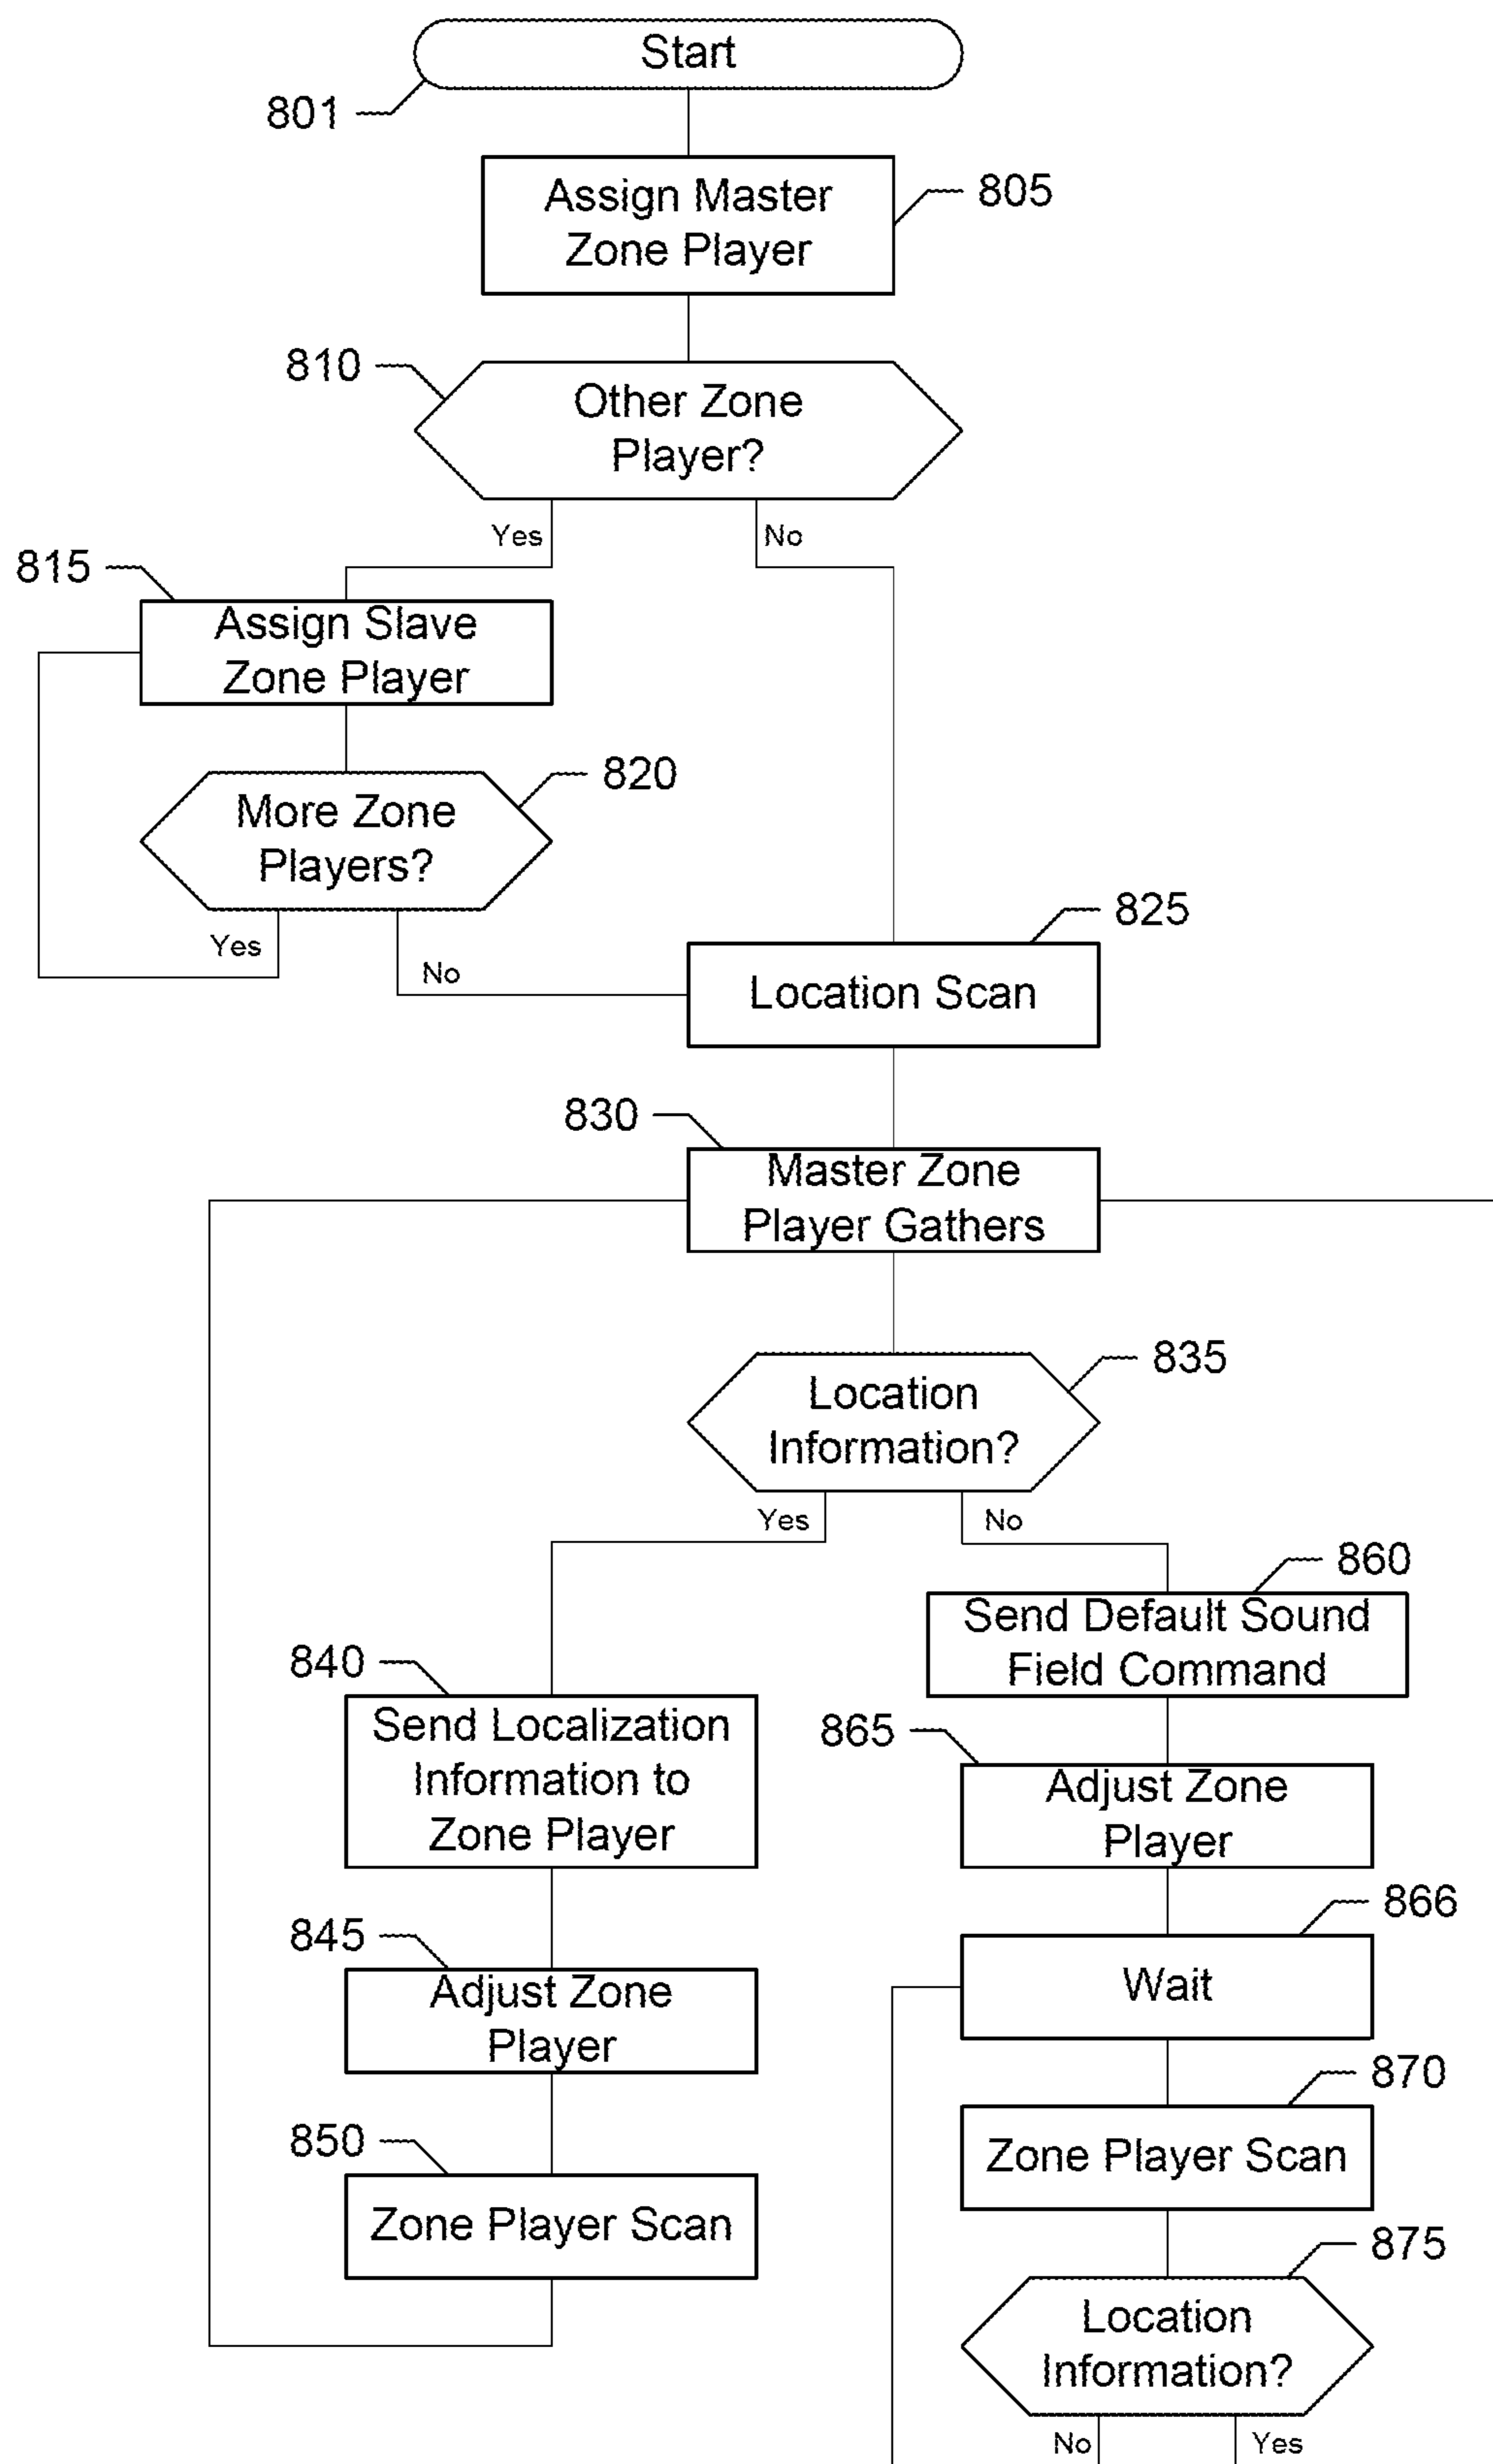 Start
801
Assign Master
Zone Player
805
810
Other Zone
Player?
Yes
No
815
Assign Slave
Zone Player
820
More Zone
Players?
Yes
No
825
Location Scan
830
Master Zone
Player Gathers
835
Location
Information?
Yes
No
860
Send Default Sound
Field Command
840
Send Localization
Information to
Zone Player
865
Adjust Zone
Player
866
Wait
845
Adjust Zone
Player
870
Zone Player Scan
850
Zone Player Scan
875
Location
Information?
No
Yes